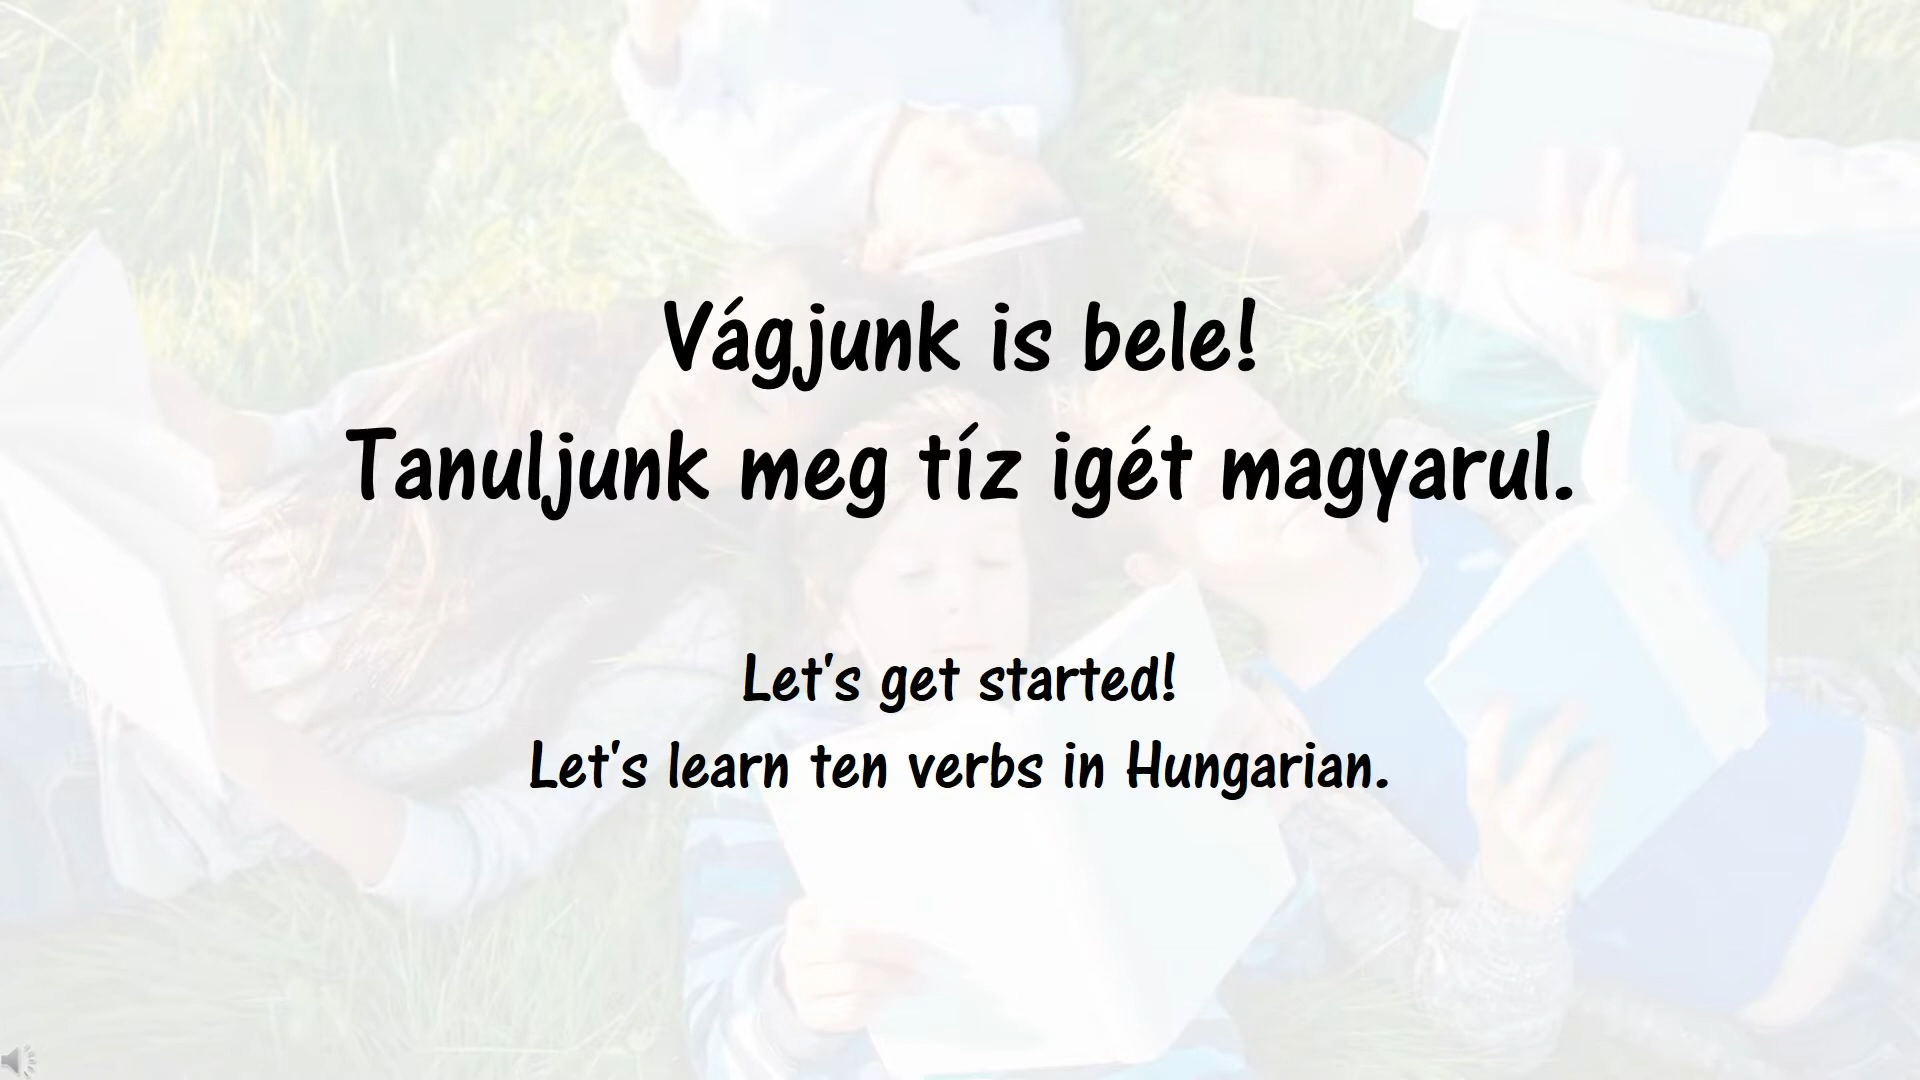 Vágjunk is bele!
Tanuljunk meg tíz igét magyarul.
Let's get started!
Let's learn ten verbs in Hungarian.